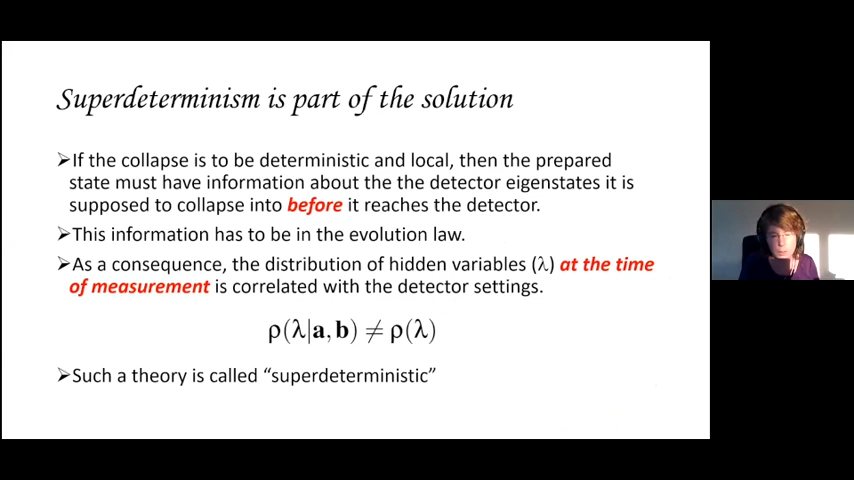 Superdeterminism is part of the solution
➢If the collapse is to be deterministic and local, then the prepared
state must have information about the the detector eigenstates it is
supposed to collapse into before it reaches the detector.
➢This information has to be in the evolution law.
➢As a consequence, the distribution of hidden variables (λ) at the time
of measurement is correlated with the detector settings.
ρ(λ|a,b) ≠ ρ(λ)
➢Such a theory is called “superdeterministic”